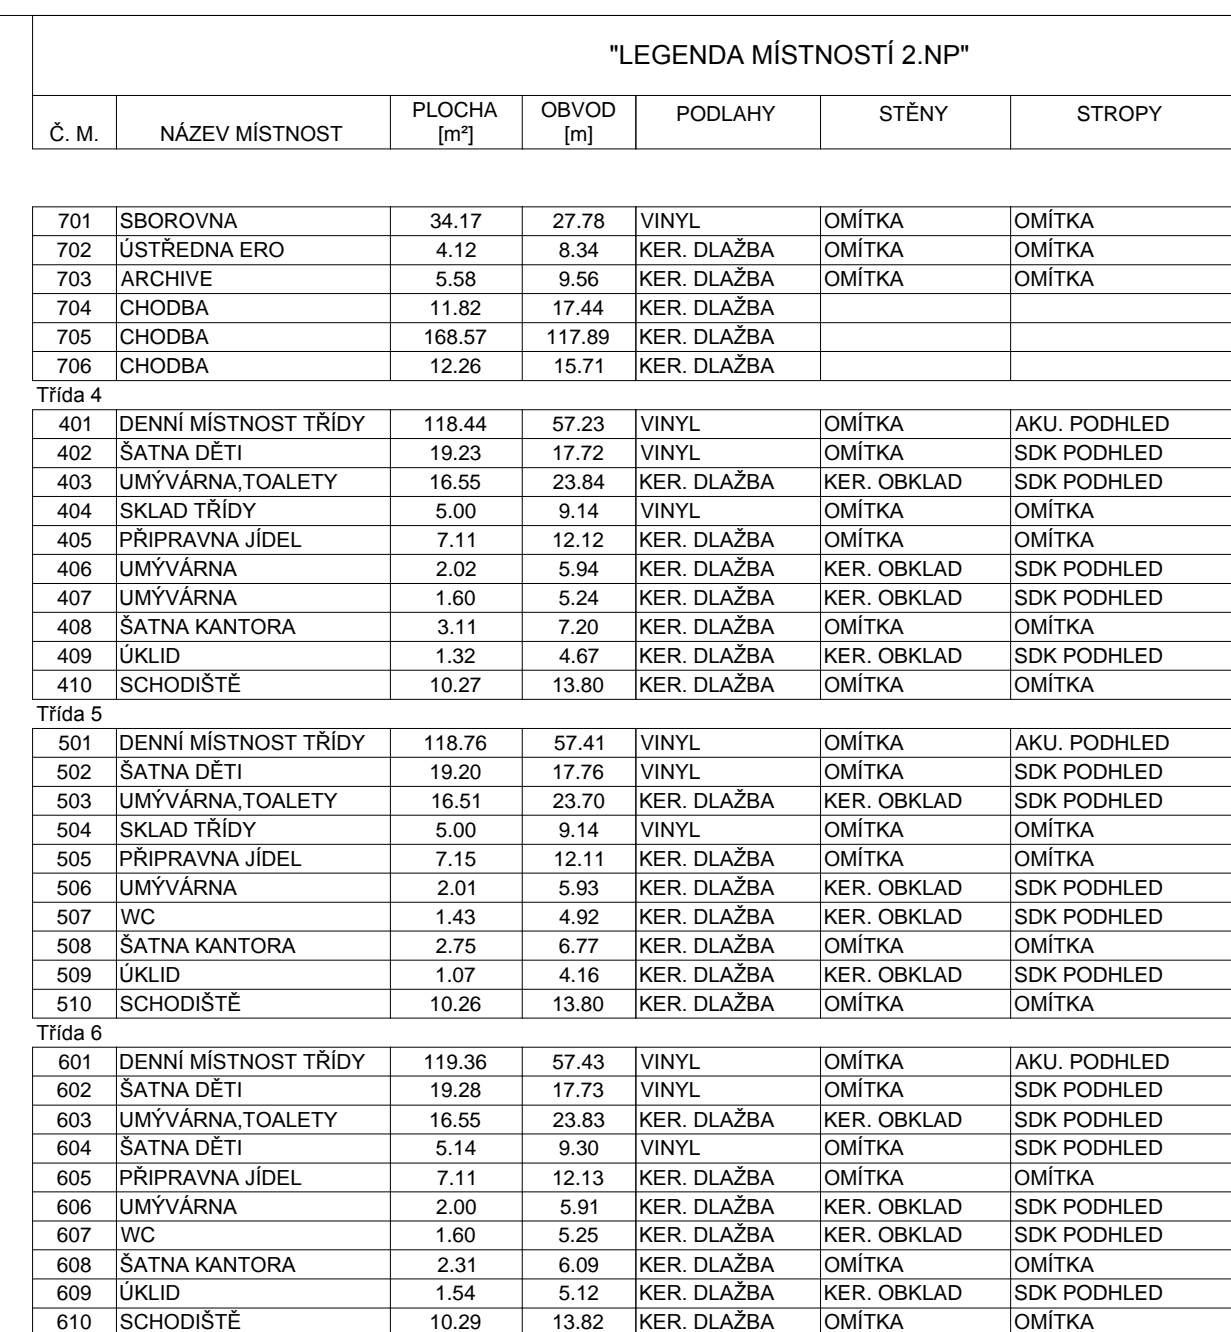 "LEGENDA MÍSTNOSTÍ 2.NP"
Č. M. NÁZEV MÍSTNOST PLOCHA [m²] OBVOD [m] PODLAHY STĚNY STROPY
701 SBOROVNA 34.17 27.78 VINYL OMÍTKA OMÍTKA
702 ÚSTŘEDNA ERO 4.12 8.34 KER. DLAŽBA OMÍTKA OMÍTKA
703 ARCHIVE 5.58 9.56 KER. DLAŽBA OMÍTKA OMÍTKA
704 CHODBA 11.82 17.44 KER. DLAŽBA
705 CHODBA 168.57 117.89 KER. DLAŽBA
706 CHODBA 12.26 15.71 KER. DLAŽBA
Třída 4
401 DENNÍ MÍSTNOST TŘÍDY 118.44 57.23 VINYL OMÍTKA AKU. PODHLED
402 ŠATNA DĚTI 19.23 17.72 VINYL OMÍTKA SDK PODHLED
403 UMÝVÁRNA,TOALETY 16.55 23.84 KER. DLAŽBA KER. OBKLAD SDK PODHLED
404 SKLAD TŘÍDY 5.00 9.14 VINYL OMÍTKA OMÍTKA
405 PŘIPRAVNA JÍDEL 7.11 12.12 KER. DLAŽBA OMÍTKA OMÍTKA
406 UMÝVÁRNA 2.02 5.94 KER. DLAŽBA KER. OBKLAD SDK PODHLED
407 UMÝVÁRNA 1.60 5.24 KER. DLAŽBA KER. OBKLAD SDK PODHLED
408 ŠATNA KANTORA 3.11 7.20 KER. DLAŽBA OMÍTKA OMÍTKA
409 ÚKLID 1.32 4.67 KER. DLAŽBA KER. OBKLAD SDK PODHLED
410 SCHODIŠTĚ 10.27 13.80 KER. DLAŽBA OMÍTKA OMÍTKA
Třída 5
501 DENNÍ MÍSTNOST TŘÍDY 118.76 57.41 VINYL OMÍTKA AKU. PODHLED
502 ŠATNA DĚTI 19.20 17.76 VINYL OMÍTKA SDK PODHLED
503 UMÝVÁRNA,TOALETY 16.51 23.70 KER. DLAŽBA KER. OBKLAD SDK PODHLED
504 SKLAD TŘÍDY 5.00 9.14 VINYL OMÍTKA OMÍTKA
505 PŘIPRAVNA JÍDEL 7.15 12.11 KER. DLAŽBA OMÍTKA OMÍTKA
506 UMÝVÁRNA 2.01 5.93 KER. DLAŽBA KER. OBKLAD SDK PODHLED
507 WC 1.43 4.92 KER. DLAŽBA KER. OBKLAD SDK PODHLED
508 ŠATNA KANTORA 2.75 6.77 KER. DLAŽBA OMÍTKA OMÍTKA
509 ÚKLID 1.07 4.16 KER. DLAŽBA KER. OBKLAD SDK PODHLED
510 SCHODIŠTĚ 10.26 13.80 KER. DLAŽBA OMÍTKA OMÍTKA
Třída 6
601 DENNÍ MÍSTNOST TŘÍDY 119.36 57.43 VINYL OMÍTKA AKU. PODHLED
602 ŠATNA DĚTI 19.28 17.73 VINYL OMÍTKA SDK PODHLED
603 UMÝVÁRNA,TOALETY 16.55 23.83 KER. DLAŽBA KER. OBKLAD SDK PODHLED
604 ŠATNA DĚTI 5.14 9.30 VINYL OMÍTKA SDK PODHLED
605 PŘIPRAVNA JÍDEL 7.11 12.13 KER. DLAŽBA OMÍTKA OMÍTKA
606 UMÝVÁRNA 2.00 5.91 KER. DLAŽBA KER. OBKLAD SDK PODHLED
607 WC 1.60 5.25 KER. DLAŽBA KER. OBKLAD SDK PODHLED
608 ŠATNA KANTORA 2.31 6.09 KER. DLAŽBA OMÍTKA OMÍTKA
609 ÚKLID 1.54 5.12 KER. DLAŽBA KER. OBKLAD SDK PODHLED
610 SCHODIŠTĚ 10.29 13.82 KER. DLAŽBA OMÍTKA OMÍTKA